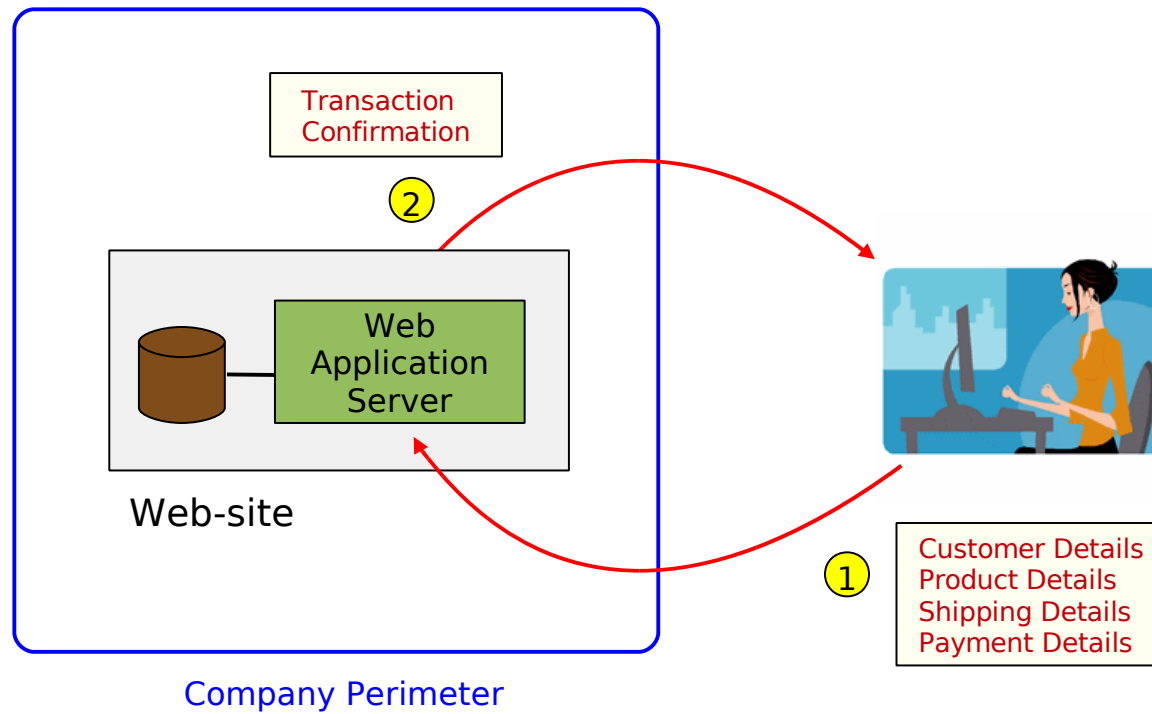 Transaction
Confirmation
2
Web
Application
Server
Web-site
1
Customer Details
Product Details
Shipping Details
Payment Details
Company Perimeter